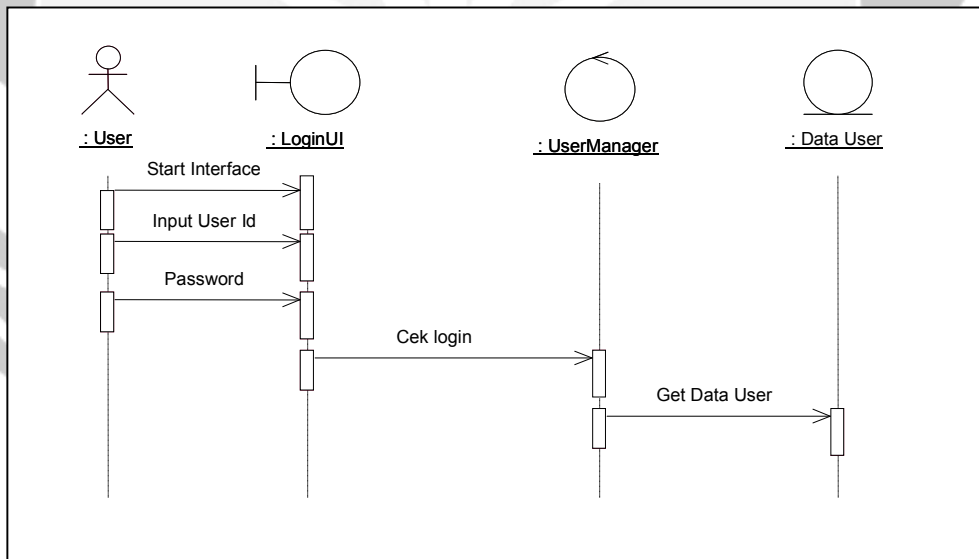 : User
: LoginUI
: UserManager
: Data User
Start Interface
Input User Id
Password
Cek login
Get Data User